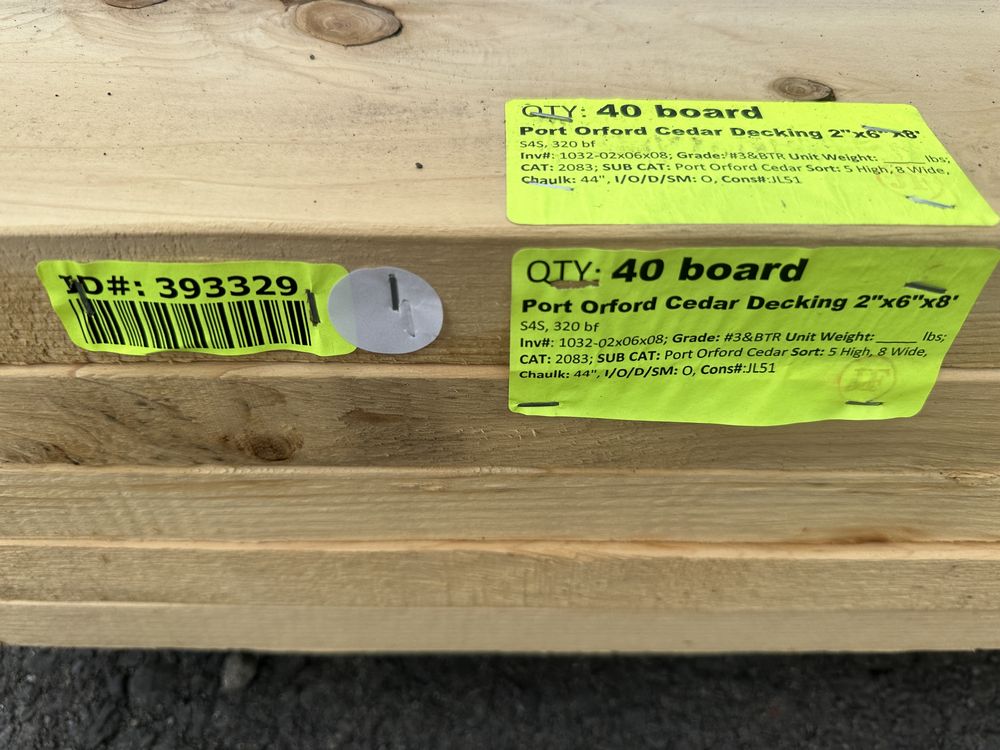 QTY: 40 board
Port Orford Cedar Decking 2"x6"x8'
S4S, 320 bf
Inv#: 1032-02x06x08; Grade: #3&BTR Unit Weight: _____ lbs;
CAT: 2083; SUB CAT: Port Orford Cedar Sort: 5 High, 8 Wide,
Chaulk: 44", I/O/D/SM: O, Cons#:JL51
ID#: 393329
QTY: 40 board
Port Orford Cedar Decking 2"x6"x8'
S4S, 320 bf
Inv#: 1032-02x06x08; Grade: #3&BTR Unit Weight: _____ lbs;
CAT: 2083; SUB CAT: Port Orford Cedar Sort: 5 High, 8 Wide,
Chaulk: 44", I/O/D/SM: O, Cons#:JL51